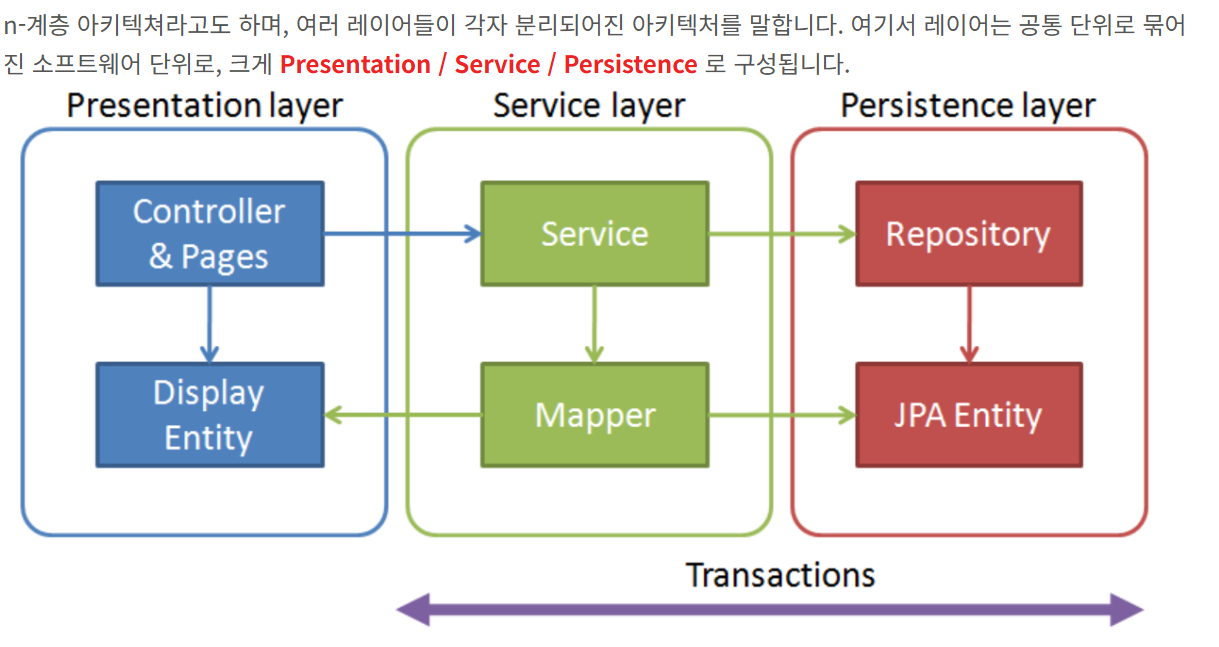 n-계층 아키텍쳐라고도 하며, 여러 레이어들이 각자 분리되어진 아키텍처를 말합니다. 여기서 레이어는 공통 단위로 묶어
진 소프트웨어 단위로, 크게 Presentation / Service / Persistence 로 구성됩니다.
Presentation layer
Service layer
Persistence layer
Controller
& Pages
Service
Repository
Display
Entity
Mapper
JPA Entity
Transactions